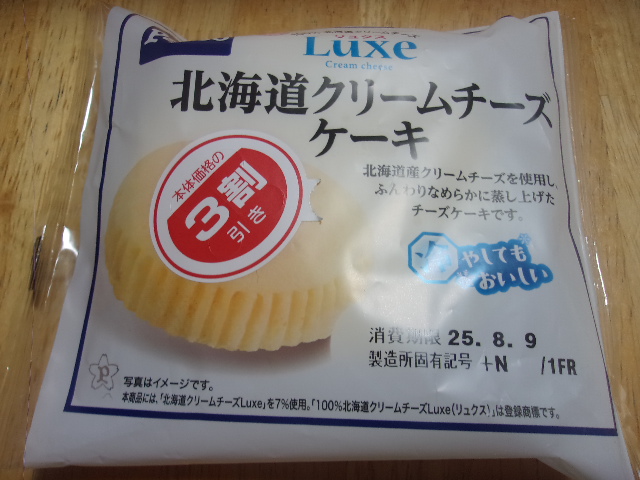 Luxe
リュクス
Cream cheese
北海道クリームチーズ
ケーキ
本体価格の
3割
引き
北海道産クリームチーズを使用し、
ふんわりなめらかに蒸し上げた
チーズケーキです。
やしても
おいしい
消費期限 25. 8. 9
製造所固有記号 +N /1FR
写真はイメージです。
本商品には、「北海道クリームチーズLuxe」を7%使用。「100%北海道クリームチーズLuxe(リュクス)」は登録商標です。